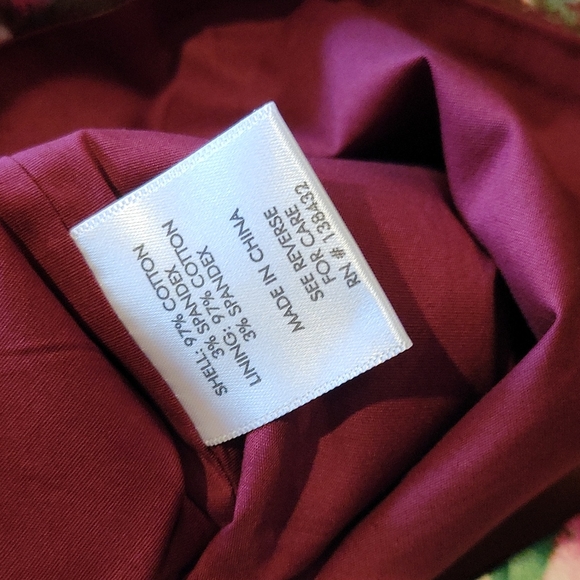 SHELL: 97% COTTON
3% SPANDEX
LINING: 97% COTTON
3% SPANDEX
MADE IN CHINA
SEE REVERSE
FOR CARE
RN # 138432